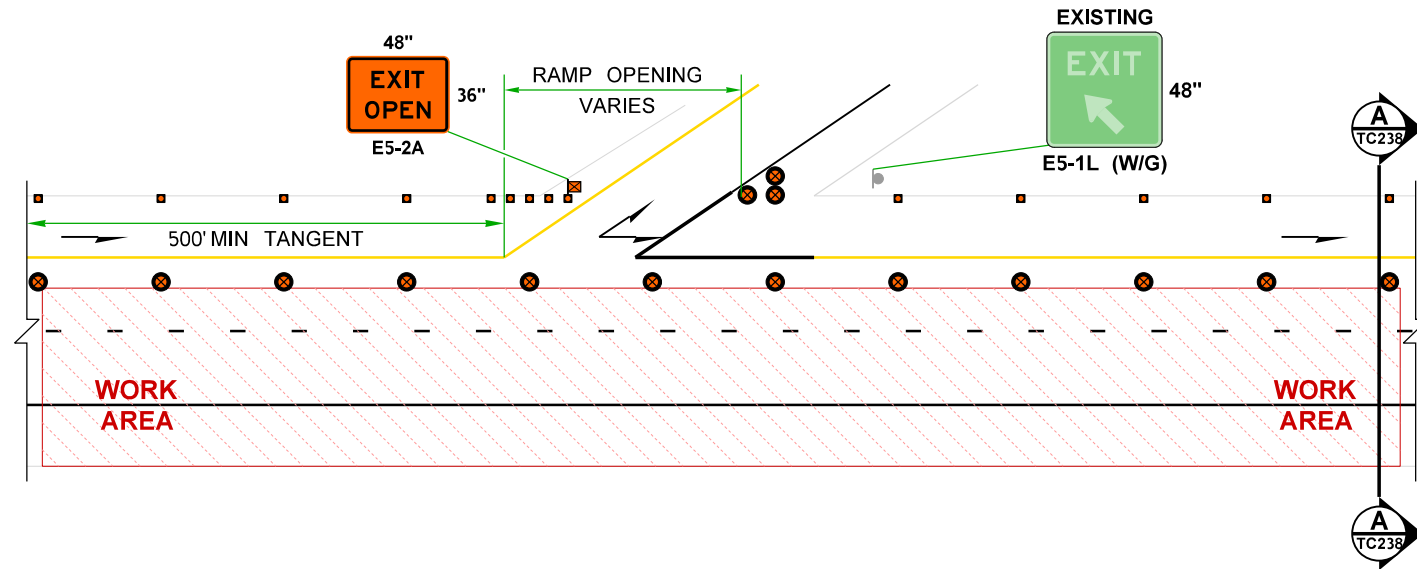 48"
EXIT
OPEN
36"
E5-2A
RAMP OPENING
VARIES
EXISTING
EXIT
48"
E5-1L (W/G)
A
TC238
500' MIN TANGENT
WORK
AREA
WORK
AREA
A
TC238